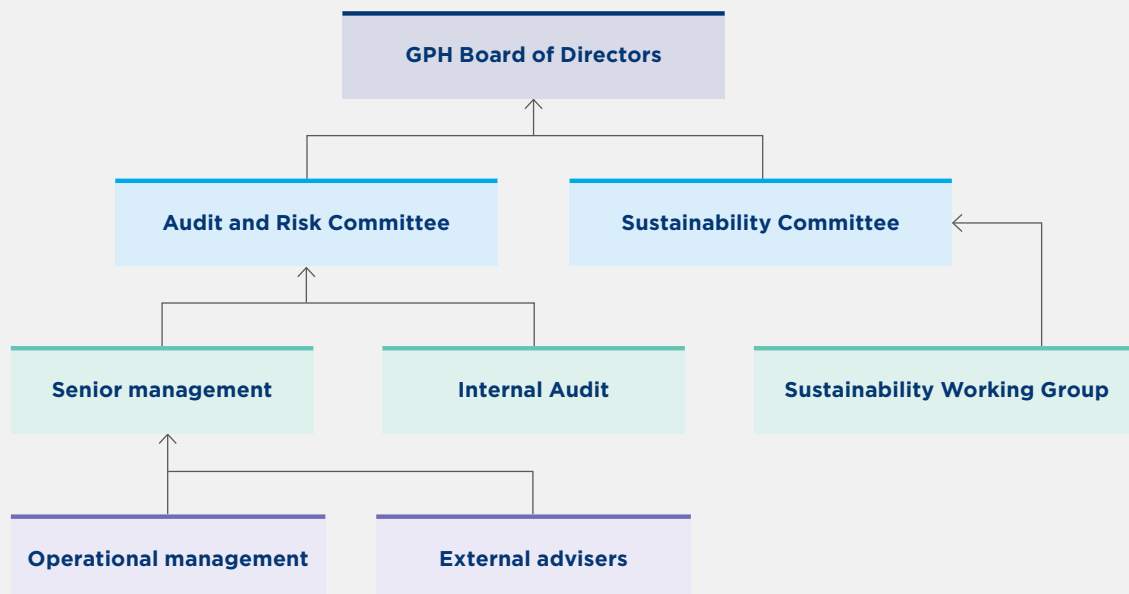 GPH Board of Directors
Audit and Risk Committee
Sustainability Committee
Senior management
Internal Audit
Sustainability Working Group
Operational management
External advisers